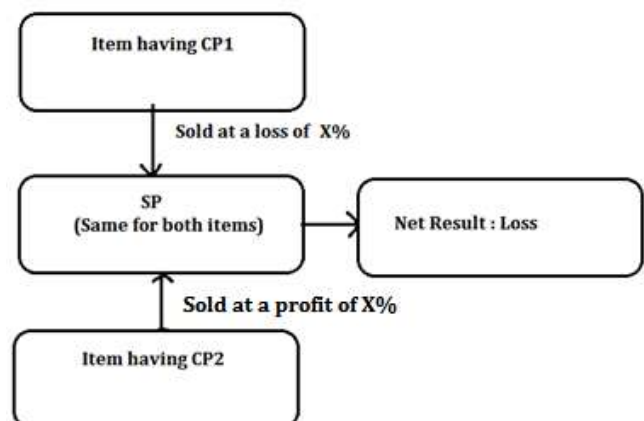 Item having CP1
Sold at a loss of X%
SP
(Same for both items)
Net Result : Loss
Sold at a profit of X%
Item having CP2